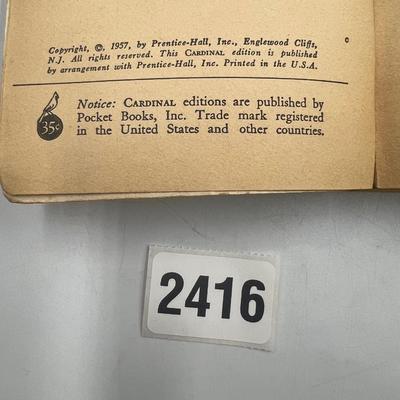 Copyright, ©, 1957, by Prentice-Hall, Inc., Englewood Cliffs,
N.J. All rights reserved. This CARDINAL edition is published
by arrangement with Prentice-Hall, Inc. Printed in the U.S.A.
c
Notice: CARDINAL editions are published by
Pocket Books, Inc. Trade mark registered
in the United States and other countries.
35¢
2416